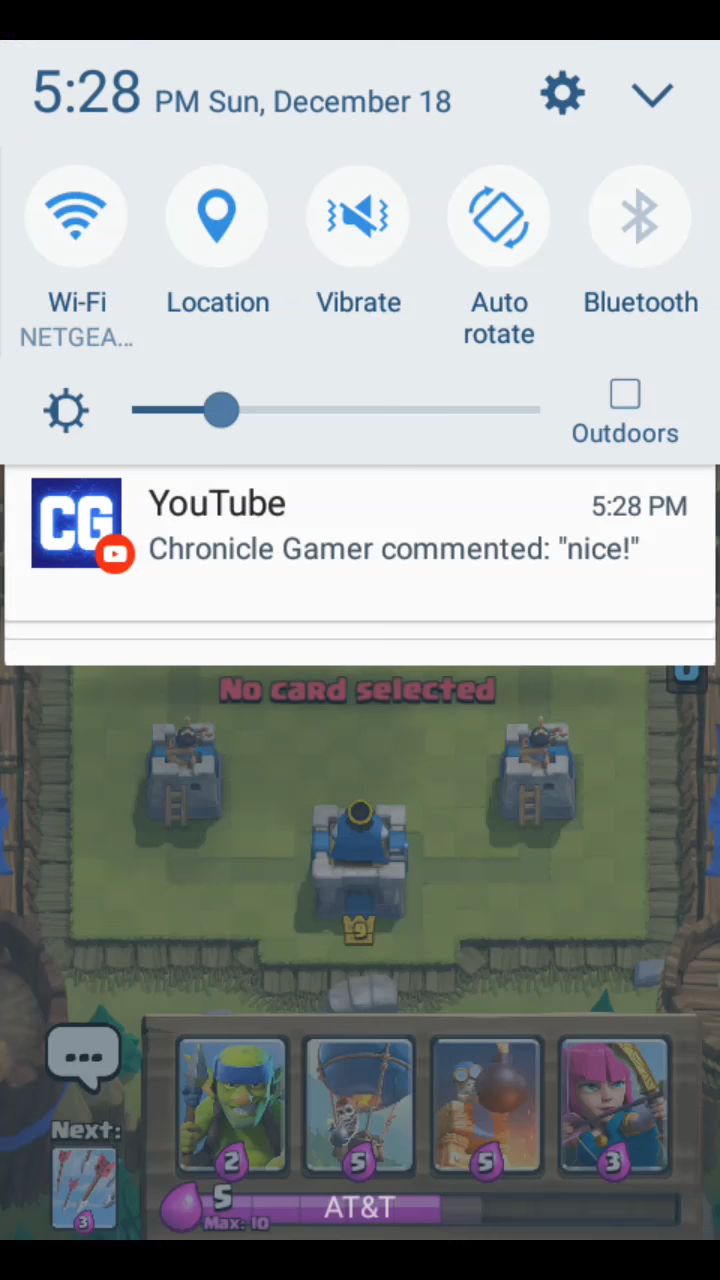 5:28 PM Sun, December 18
Wi-Fi Location Vibrate Auto rotate Bluetooth
NETGEA...
Outdoors
CG
YouTube 5:28 PM
Chronicle Gamer commented: "nice!"
No card selected
9
...
Next:
2 5 5 3
3
5
Max: 10
AT&T